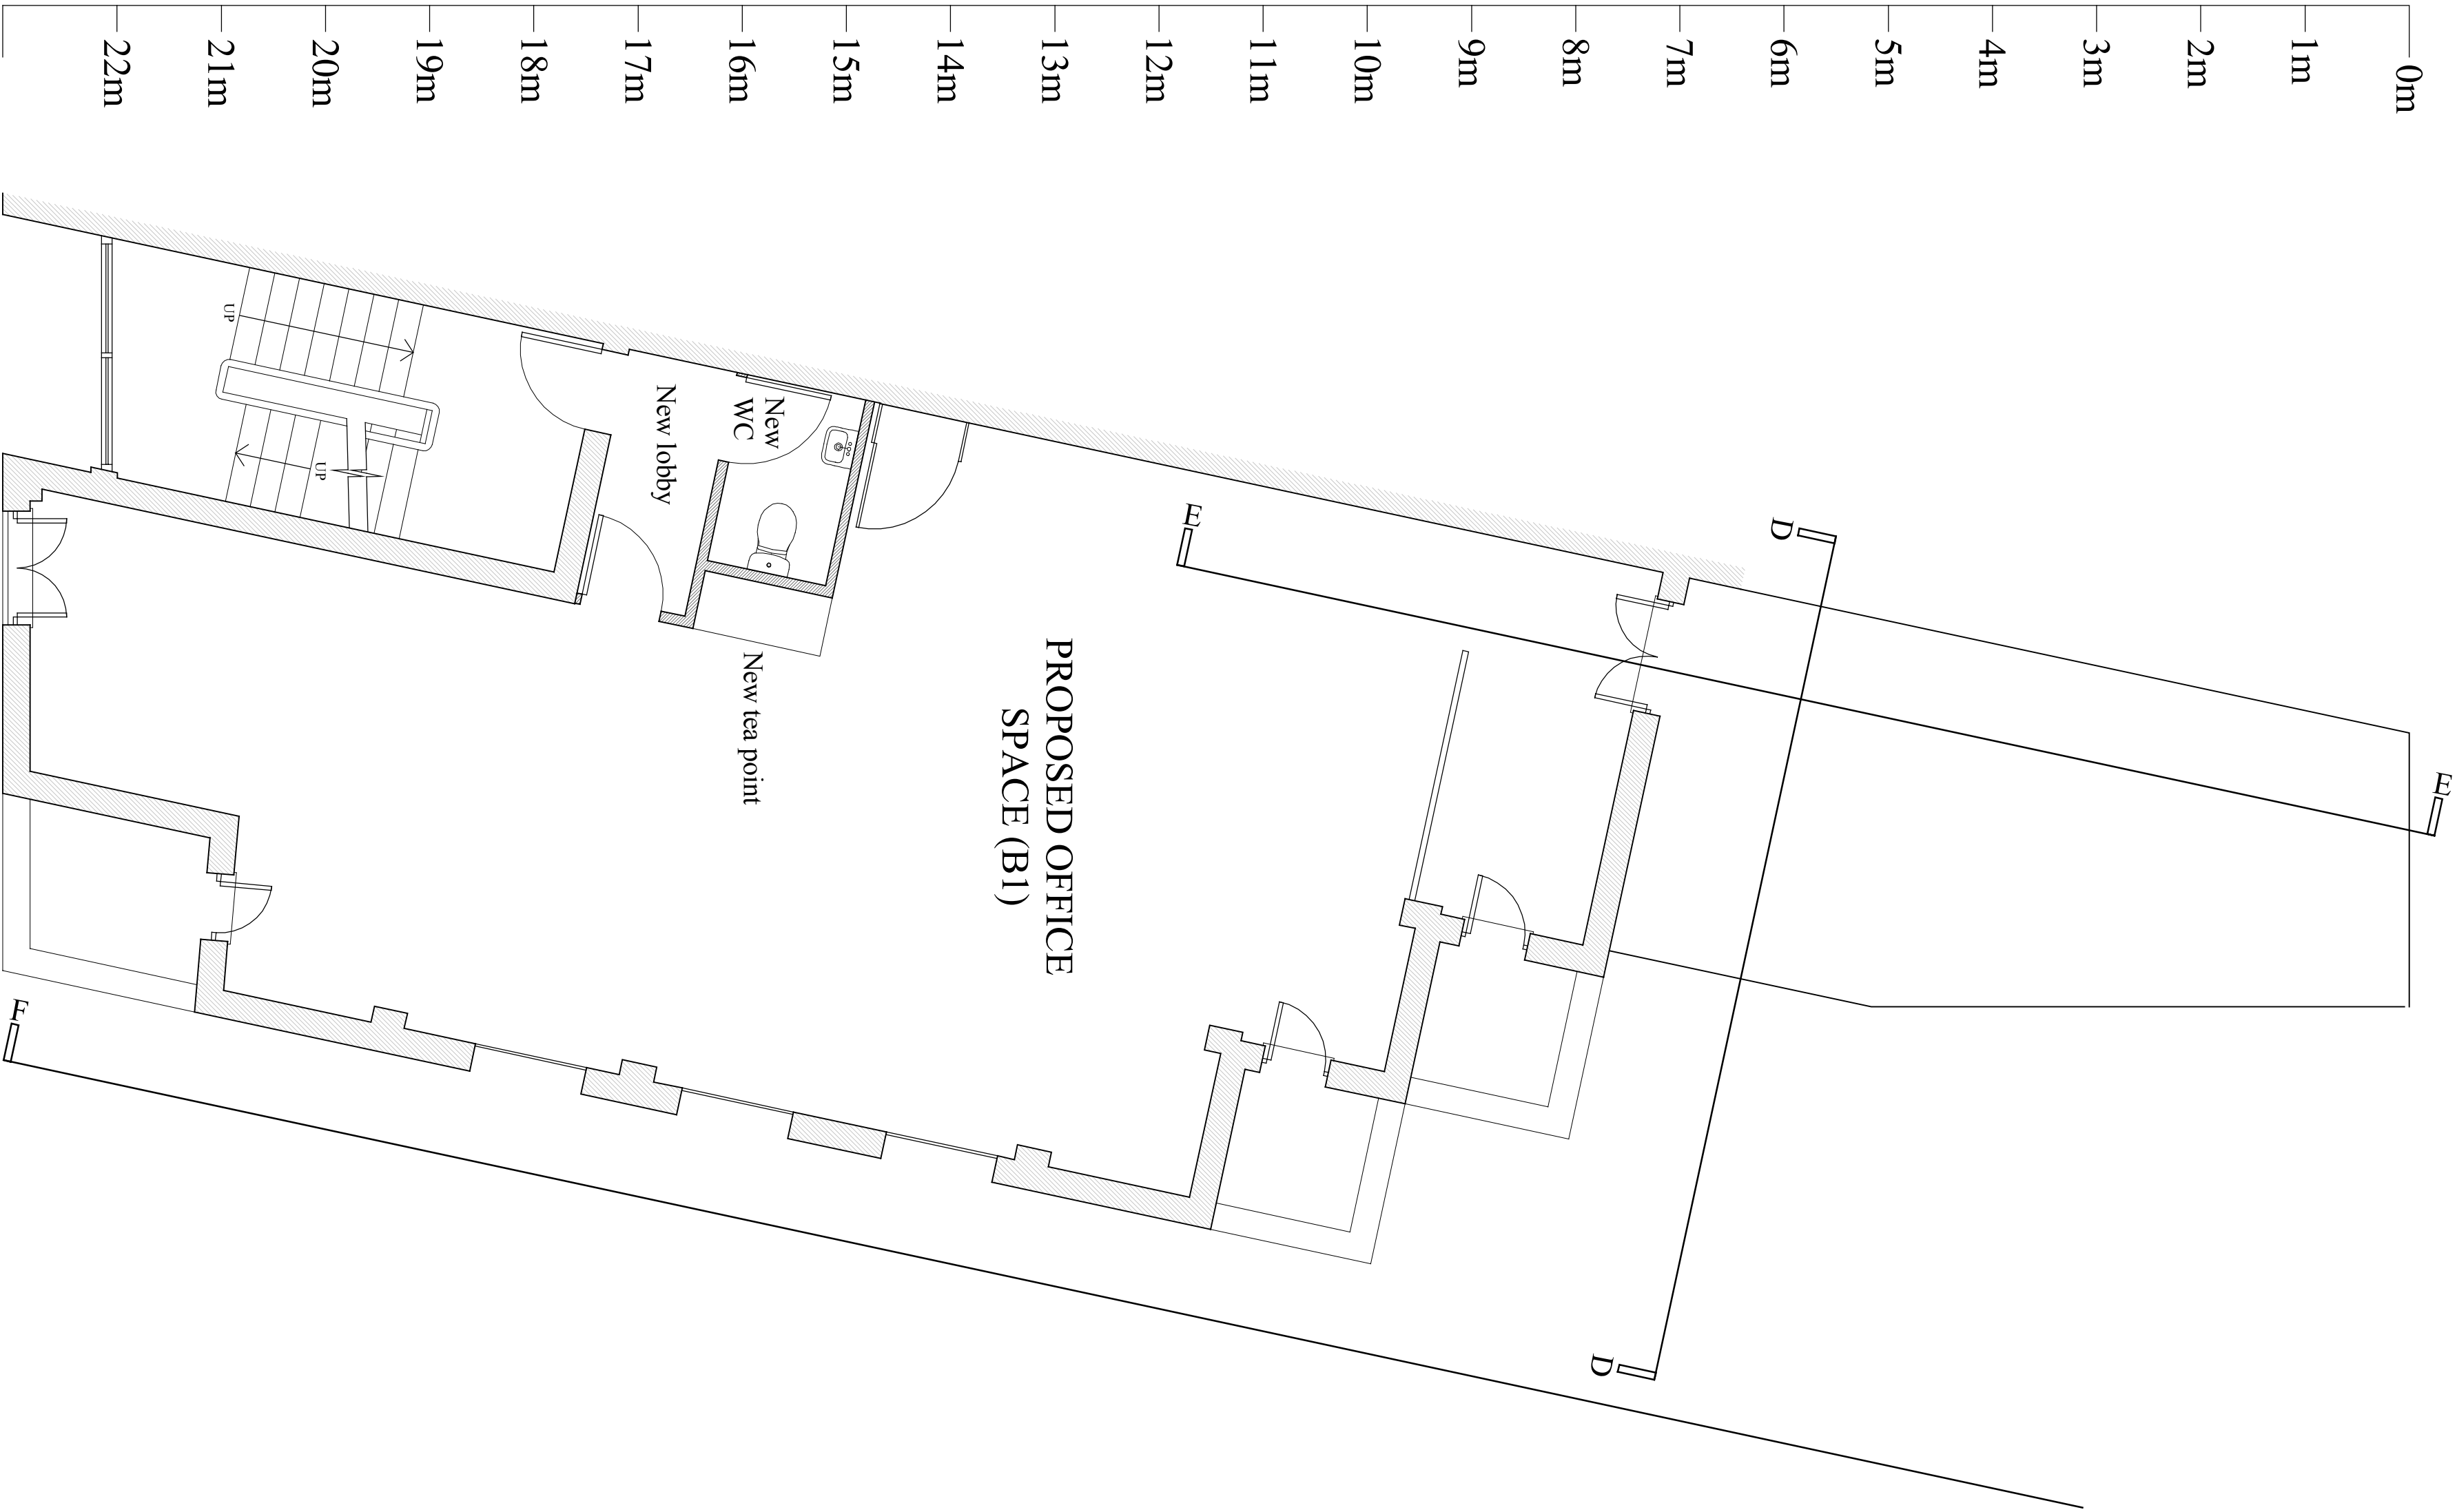 0m
1m
2m
3m
4m
5m
6m
7m
8m
9m
10m
11m
12m
13m
14m
15m
16m
17m
18m
19m
20m
21m
22m
UP
UP
New lobby
New
WC
New tea point
PROPOSED OFFICE
SPACE (B1)
E
E
D
D
F